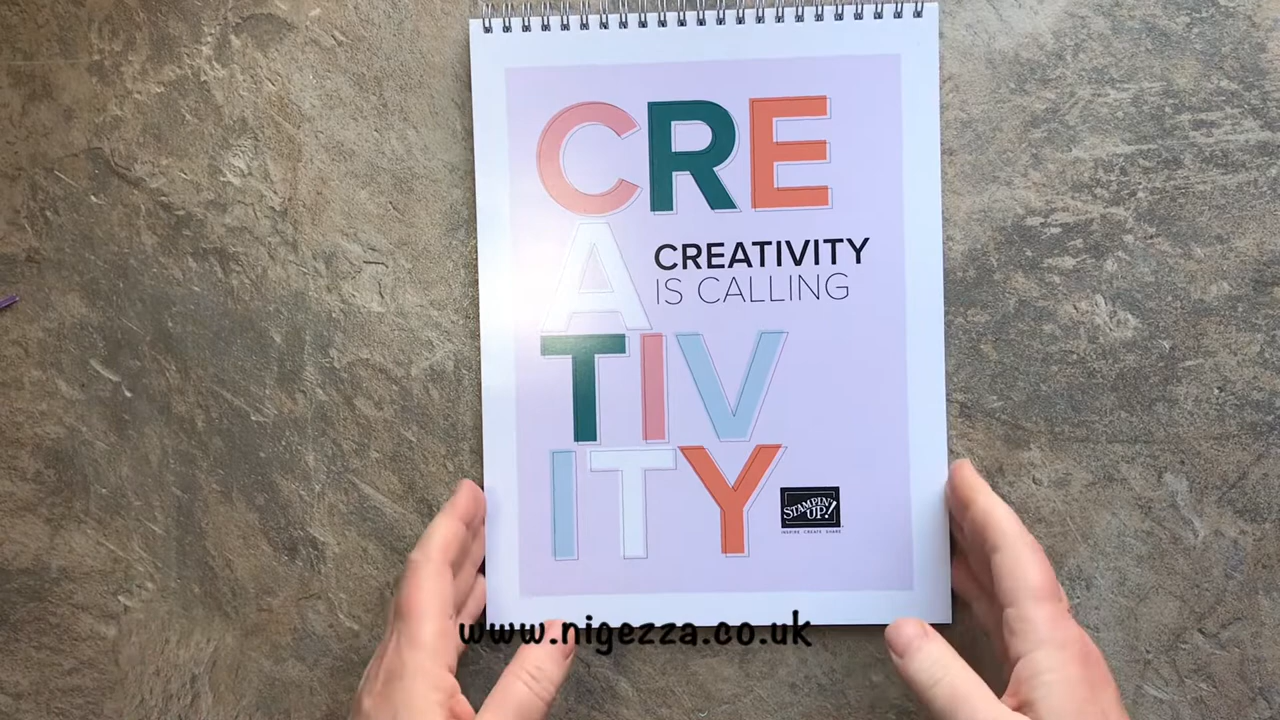 CRE
A
CREATIVITY
IS CALLING
TIV
ITY
STAMPIN'
UP!
INSPIRE CREATE SHARE
www.nigezza.co.uk